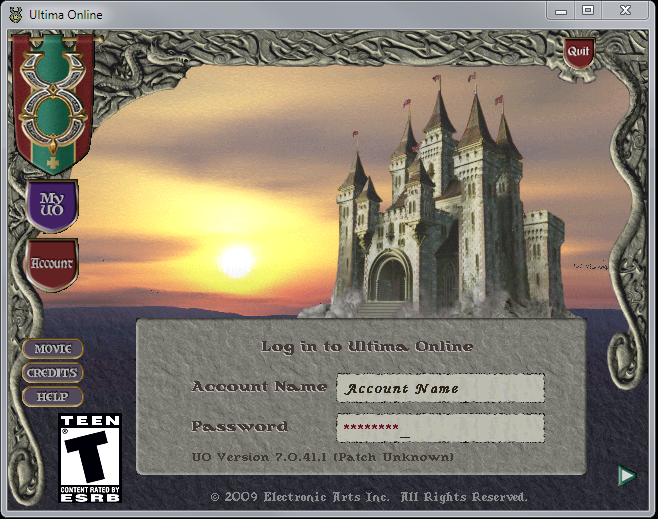 Ultima Online
Quit
My
UO
Account
Log in to Ultima Online
MOVIE
CREDITS
HELP
Account Name Account Name
Password ********_
UO Version 7.0.41.1 (Patch Unknown)
TEEN
T
®
CONTENT RATED BY
ESRB
© 2009 Electronic Arts Inc. All Rights Reserved.